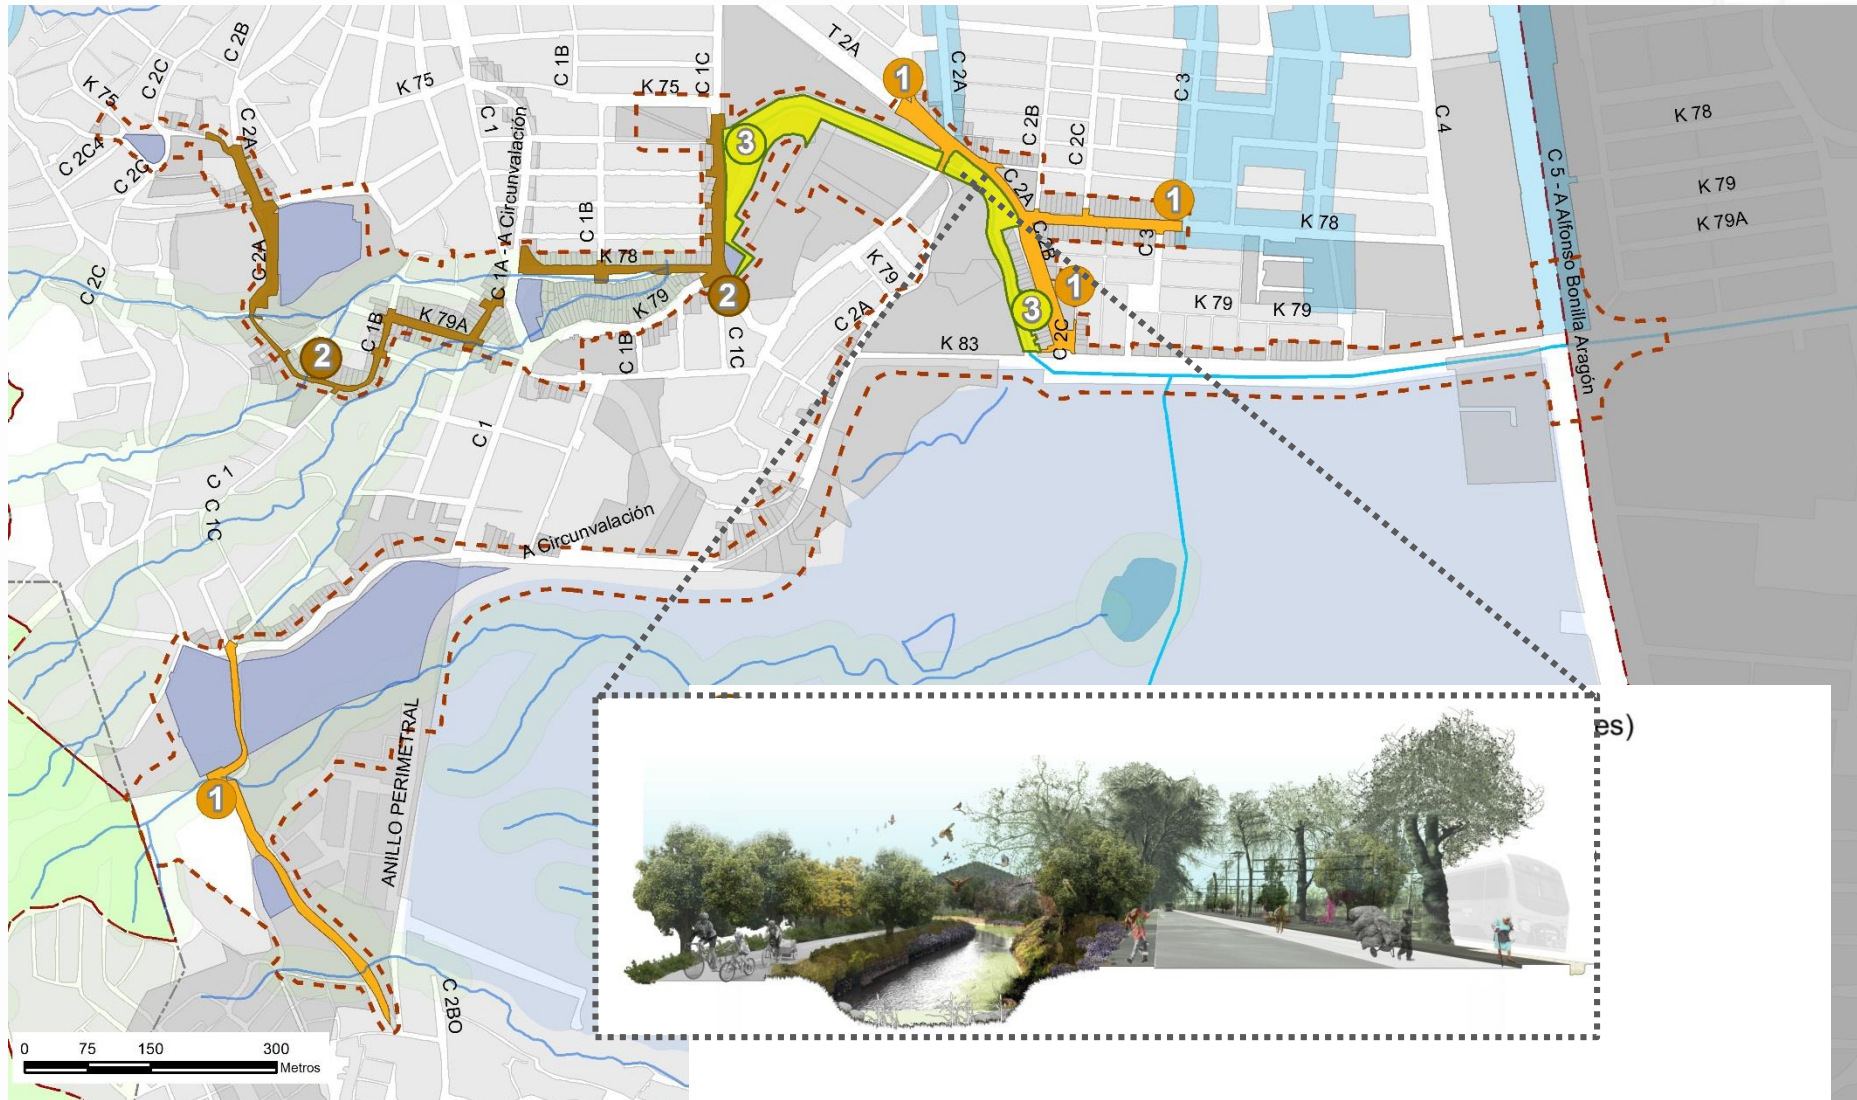 T 2A
C 2B
C 2C
K 75
C 2A
K 75
C 1
C 1B
C 1C
K 75
1
C 2A
C 2B
C 2C
C 3
C 4
K 78
C 2C4
C 2C
A Circunvalación
3
C 2A
1
K 79
C 5 - A Alfonso Bonilla Aragón
K 79A
C 2A
C 1B
K 78
C 1A - A Circunvalación
K 79
C 2B
C 3
K 78
C 2C
2
K 79
1
K 79
K 79
3
C 1B
K 79A
C 2A
C 1B
C 1C
K 83
C 2C
2
C 1
C 1
C 1C
A Circunvalación
1
ANILLO PERIMETRAL
es)
C 2BO
0 75 150 300
Metros